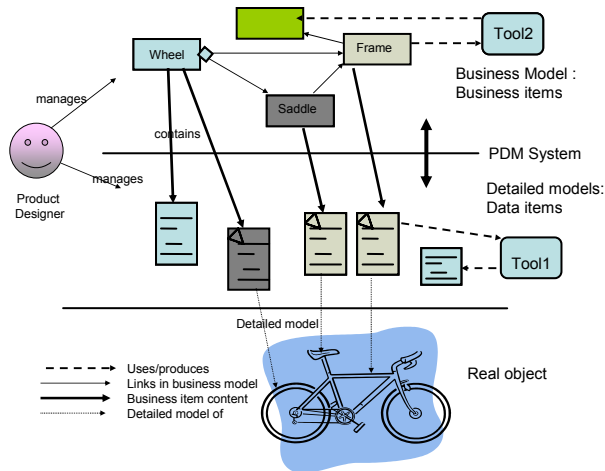 Tool2
Wheel
Frame
Business Model :
Business items
manages
Saddle
contains
PDM System
manages
Product
Designer
Detailed models:
Data items
Tool1
Detailed model
Real object
Uses/produces
Links in business model
Business item content
Detailed model of